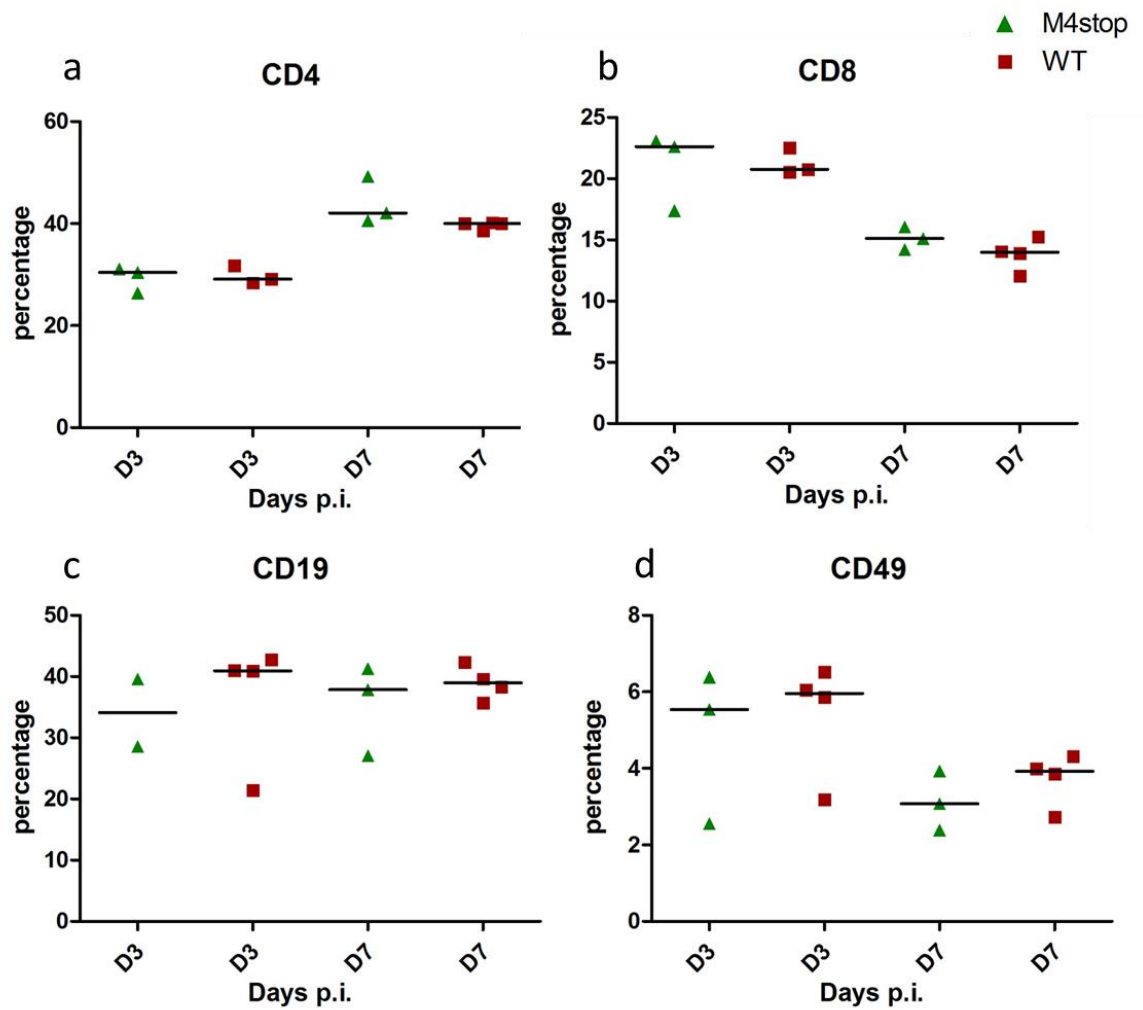 M4stop
WT
a
CD4
percentage
60
40
20
0
D3
D3
D7
D7
Days p.i.
b
CD8
percentage
25
20
15
10
5
0
D3
D3
D7
D7
Days p.i.
c
CD19
percentage
50
40
30
20
10
0
D3
D3
D7
D7
Days p.i.
d
CD49
percentage
8
6
4
2
0
D3
D3
D7
D7
Days p.i.